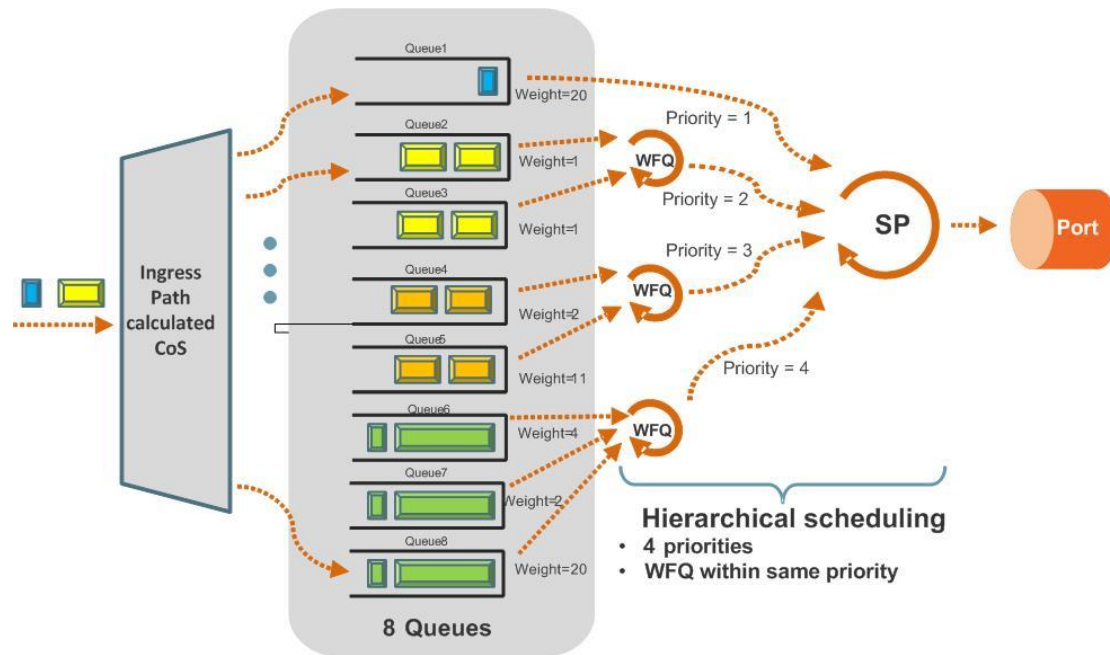 Ingress
Path
calculated
CoS
Queue1
Weight=20
Queue2
Weight=1
Queue3
Weight=1
Queue4
Weight=2
Queue5
Weight=11
Queue6
Weight=4
Queue7
Weight=2
Queue8
Weight=20
8 Queues
WFQ
WFQ
WFQ
Priority = 1
Priority = 2
Priority = 3
Priority = 4
SP
Port
Hierarchical scheduling
• 4 priorities
• WFQ within same priority